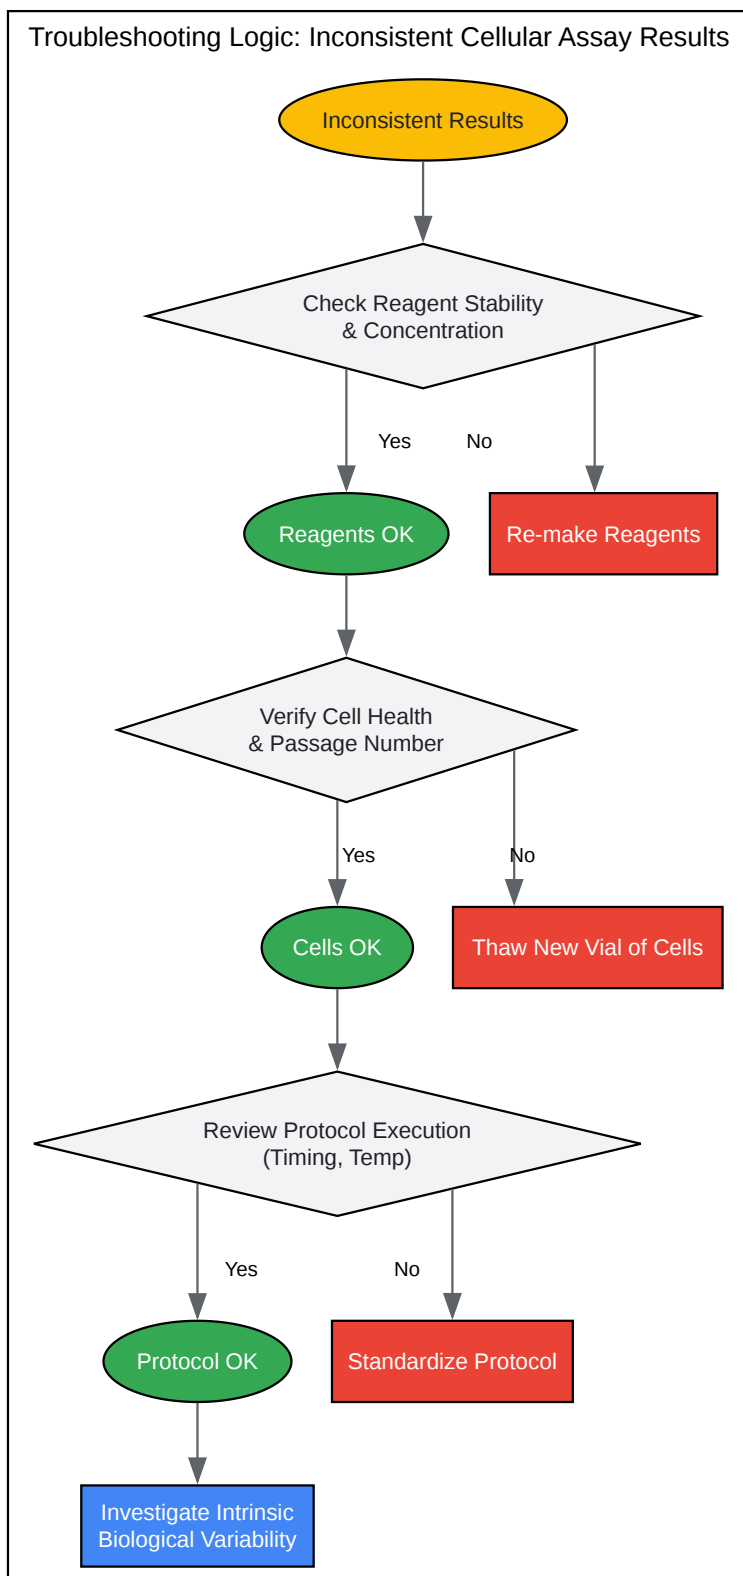 Troubleshooting Logic: Inconsistent Cellular Assay Results
Inconsistent Results
Check Reagent Stability
& Concentration
Yes
No
Reagents OK
Re-make Reagents
Verify Cell Health
& Passage Number
Yes
No
Cells OK
Thaw New Vial of Cells
Review Protocol Execution
(Timing, Temp)
Yes
No
Protocol OK
Standardize Protocol
Investigate Intrinsic
Biological Variability